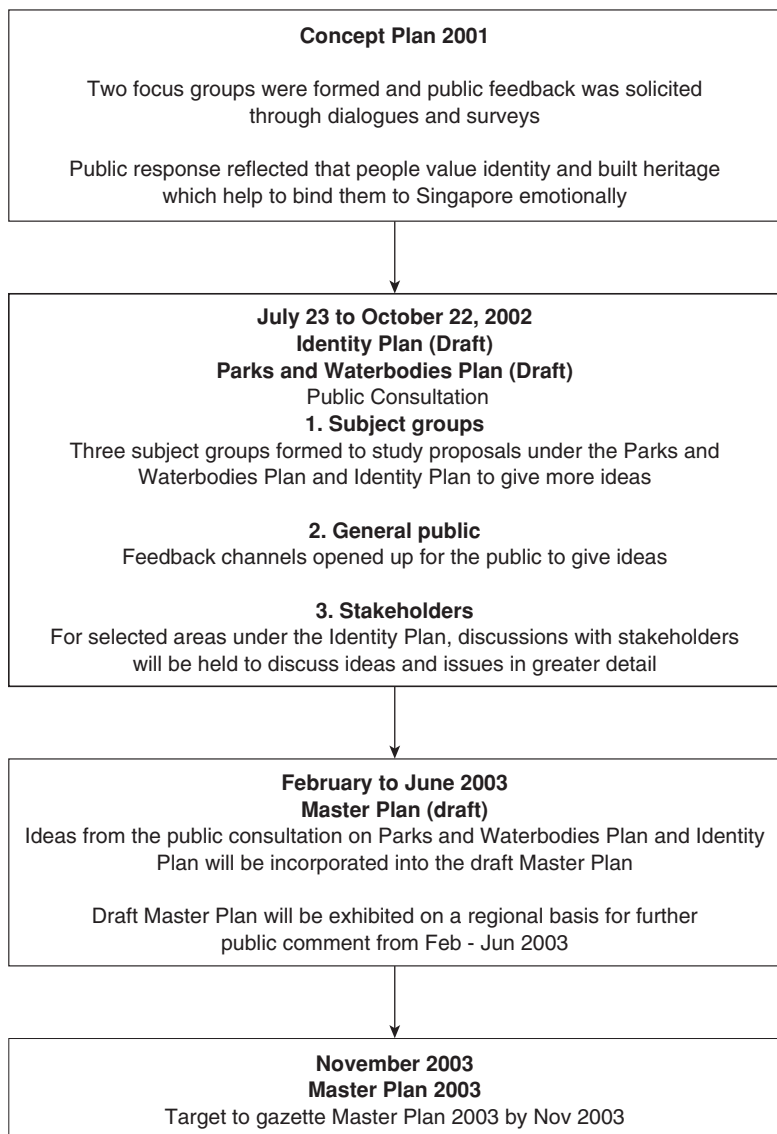 Concept Plan 2001
Two focus groups were formed and public feedback was solicited
through dialogues and surveys
Public response reflected that people value identity and built heritage
which help to bind them to Singapore emotionally
July 23 to October 22, 2002
Identity Plan (Draft)
Parks and Waterbodies Plan (Draft)
Public Consultation
1. Subject groups
Three subject groups formed to study proposals under the Parks and
Waterbodies Plan and Identity Plan to give more ideas
2. General public
Feedback channels opened up for the public to give ideas
3. Stakeholders
For selected areas under the Identity Plan, discussions with stakeholders
will be held to discuss ideas and issues in greater detail
February to June 2003
Master Plan (draft)
Ideas from the public consultation on Parks and Waterbodies Plan and Identity
Plan will be incorporated into the draft Master Plan
Draft Master Plan will be exhibited on a regional basis for further
public comment from Feb - Jun 2003
November 2003
Master Plan 2003
Target to gazette Master Plan 2003 by Nov 2003